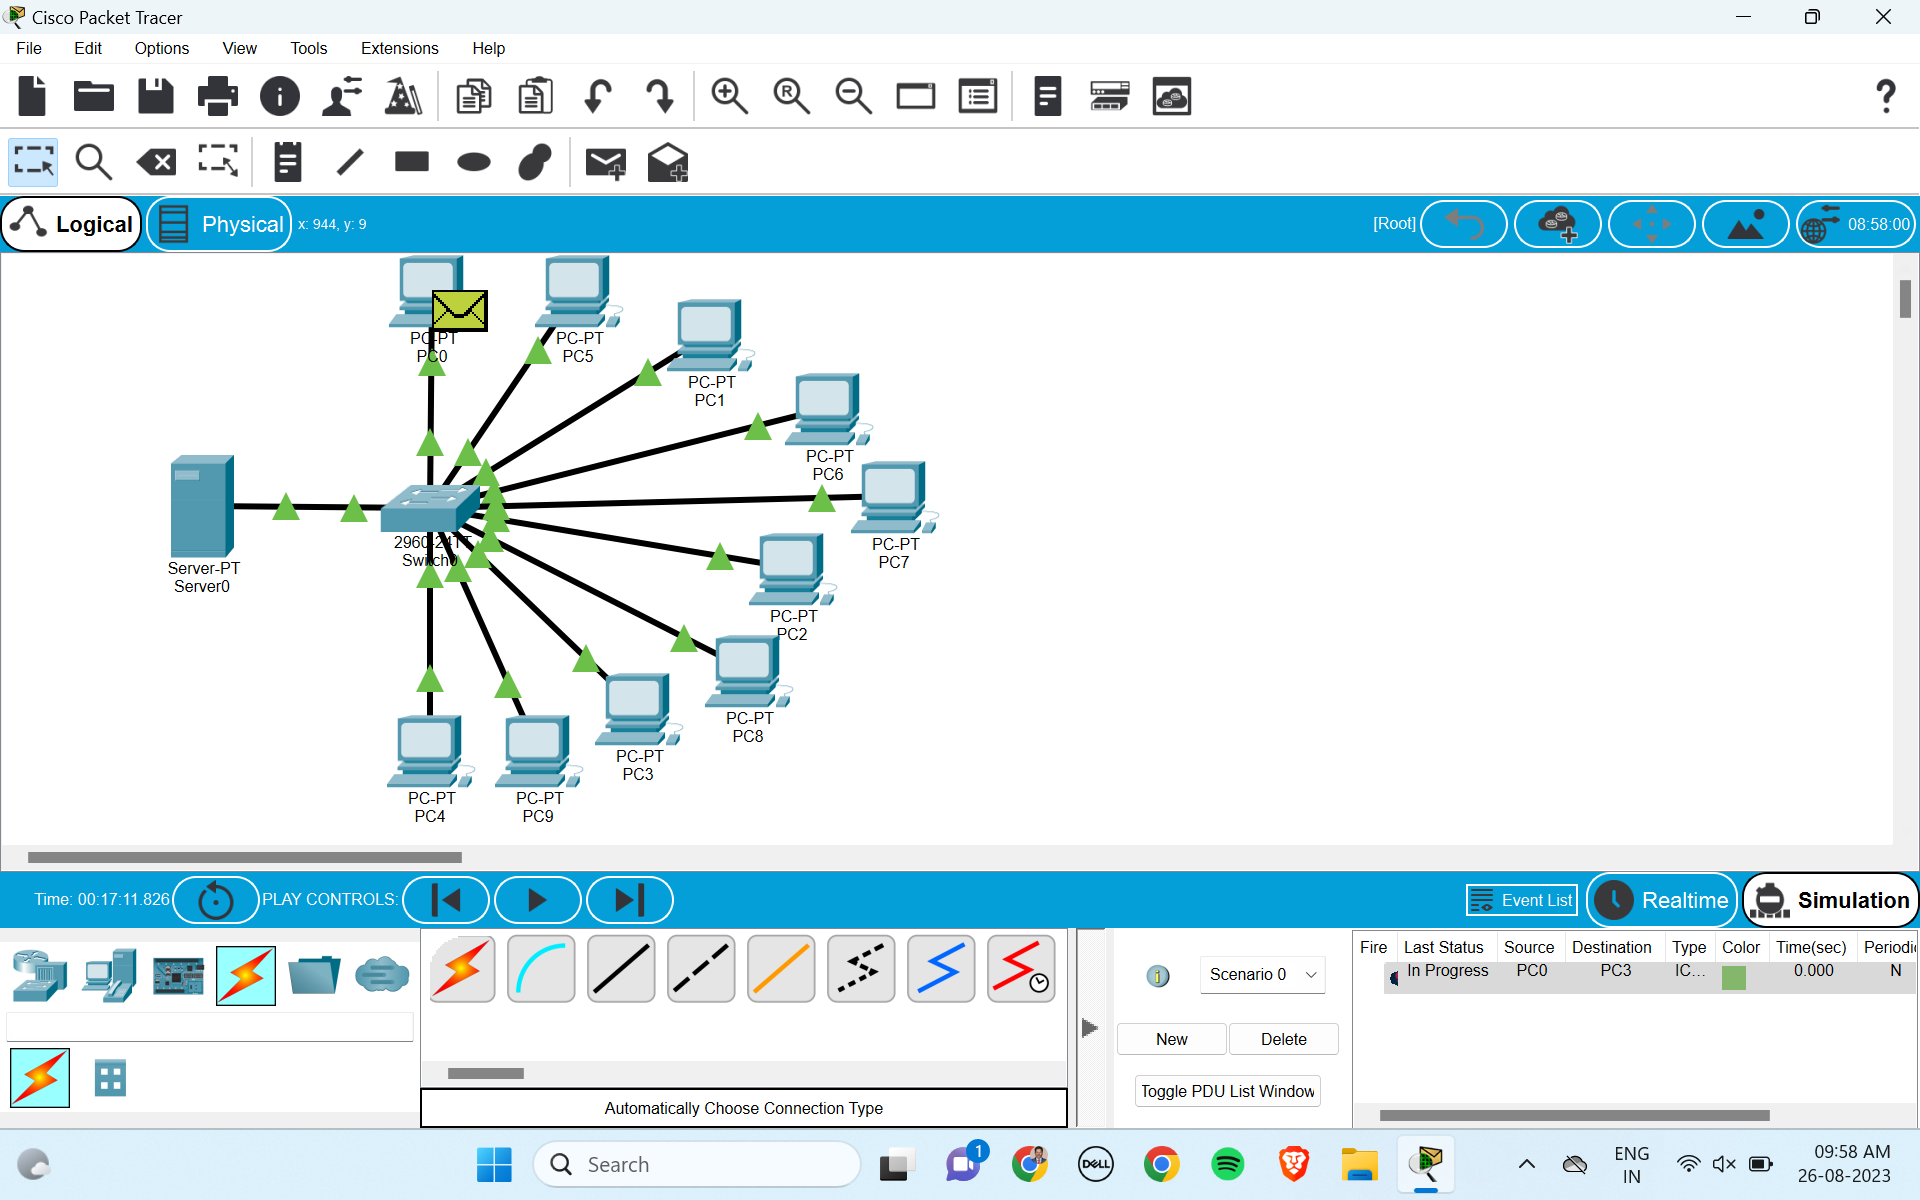 Cisco Packet Tracer
File Edit Options View Tools Extensions Help
Logical Physical x: 944, y: 9 [Root] 08:58:00
PC-PT
PC0
PC-PT
PC5
PC-PT
PC1
PC-PT
PC6
PC-PT
PC7
2960-24TT
Switch0
Server-PT
Server0
PC-PT
PC2
PC-PT
PC8
PC-PT
PC3
PC-PT
PC4
PC-PT
PC9
Time: 00:17:11.826 PLAY CONTROLS: Event List Realtime Simulation
Scenario 0
New Delete
Toggle PDU List Window
Fire Last Status Source Destination Type Color Time(sec) Periodic
In Progress PC0 PC3 IC... 0.000 N
Automatically Choose Connection Type
Search
DELL
1
ENG
IN
09:58 AM
26-08-2023